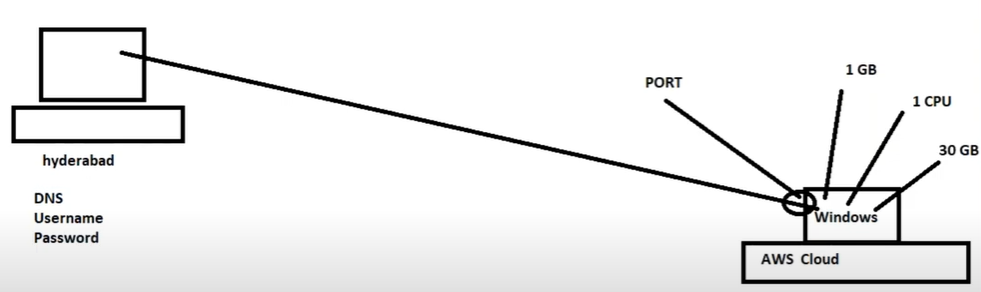 hyderabad
DNS
Username
Password
PORT
1 GB
1 CPU
30 GB
Windows
AWS Cloud